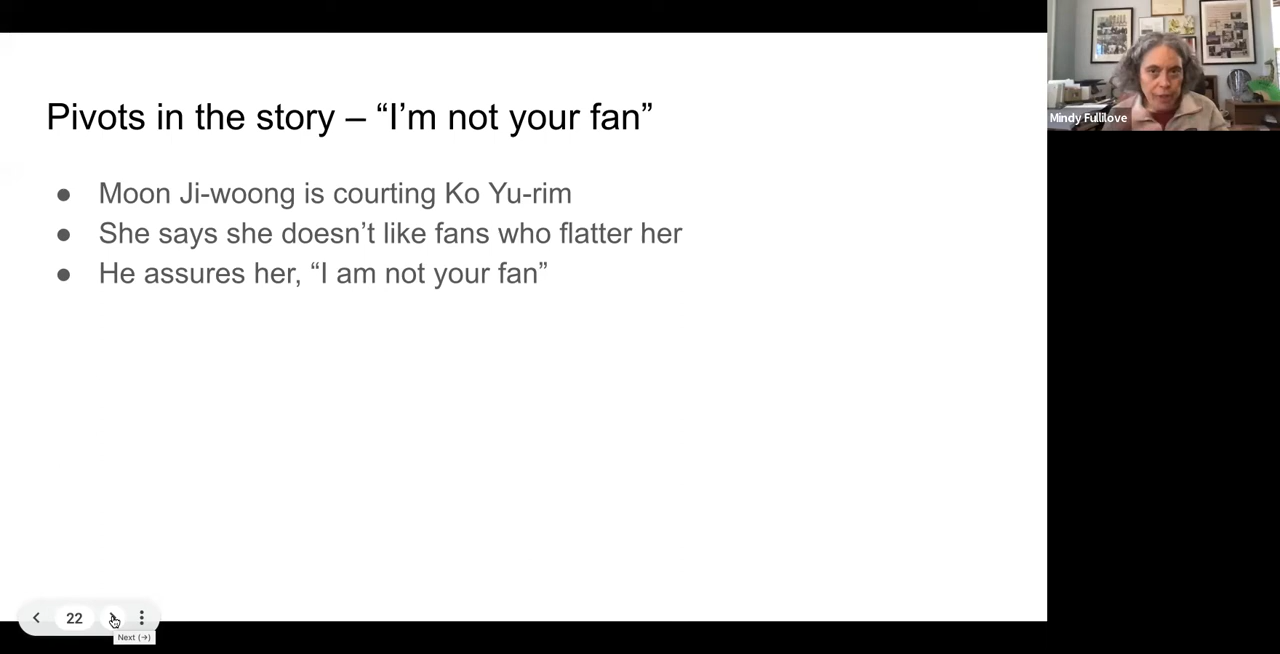 Pivots in the story – “I’m not your fan”
● Moon Ji-woong is courting Ko Yu-rim
● She says she doesn’t like fans who flatter her
● He assures her, “I am not your fan”
Mindy Fullilove
22
Next (→)